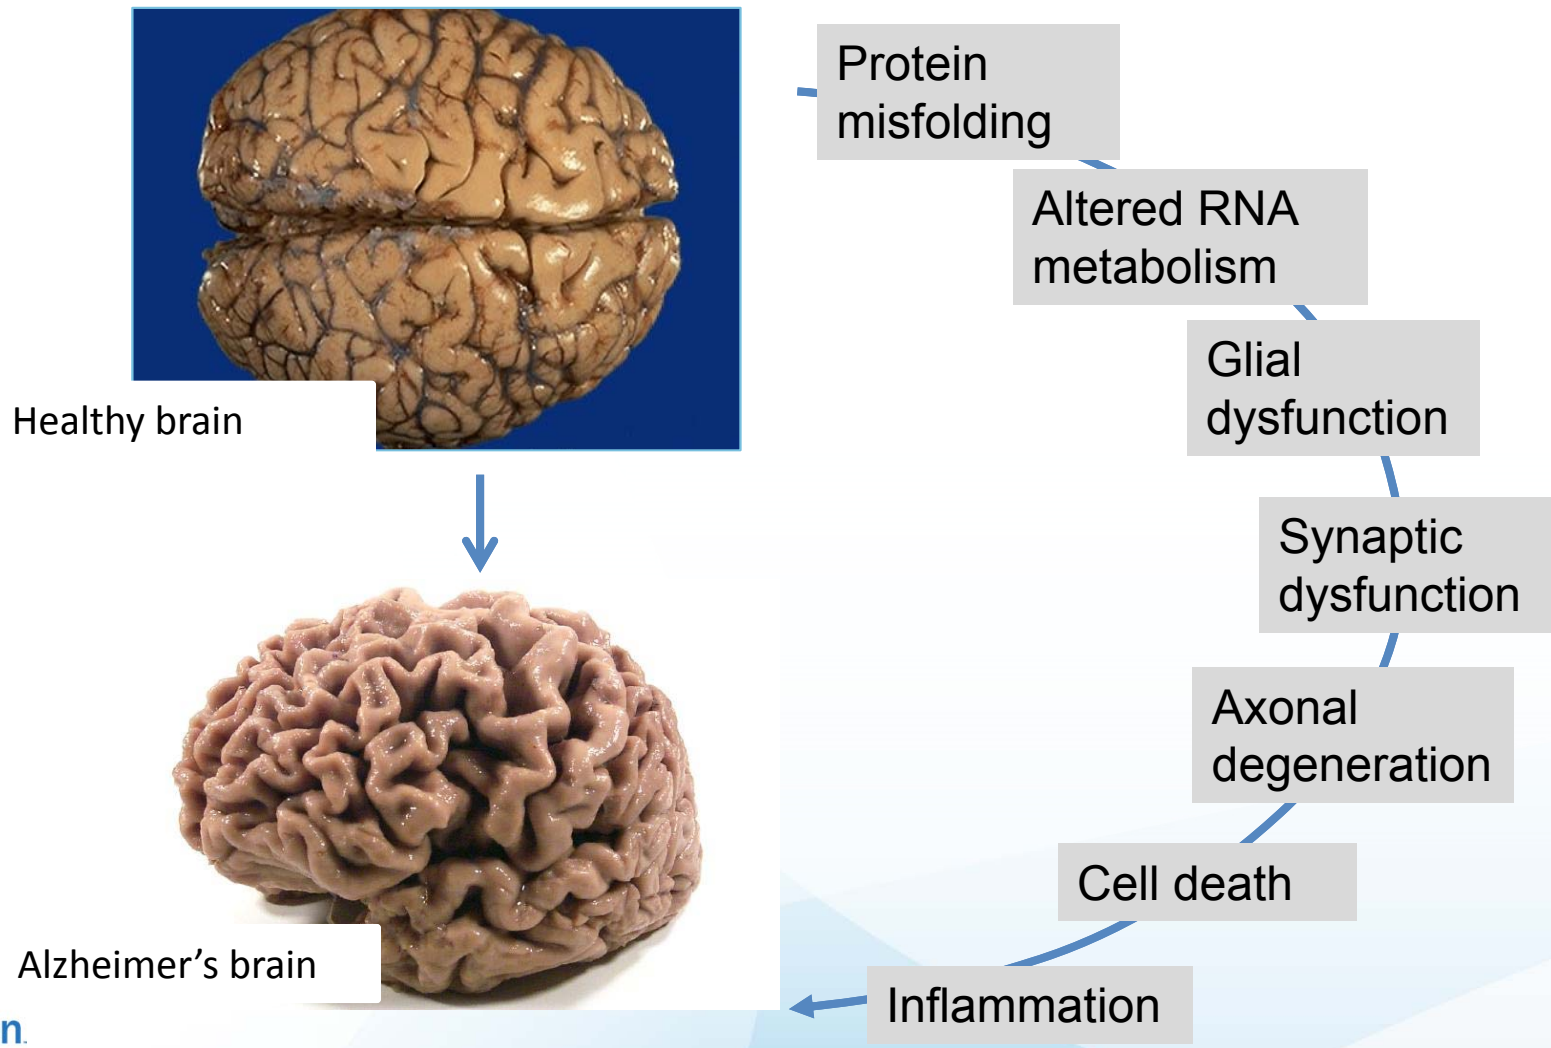 Protein
misfolding
Altered RNA
metabolism
Glial
dysfunction
Healthy brain
Synaptic
dysfunction
Axonal
degeneration
Cell death
Alzheimer’s brain
Inflammation
n.